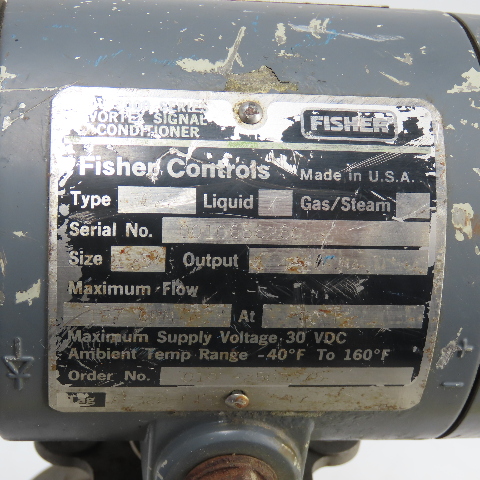 VORTEX SIGNAL
CONDITIONER
FISHER
Fisher Controls Made in U.S.A.
Type Liquid Gas/Steam
Serial No.
Size Output
Maximum Flow
At
Maximum Supply Voltage 30 VDC
Ambient Temp Range -40°F To 160°F
Order No.
Tag